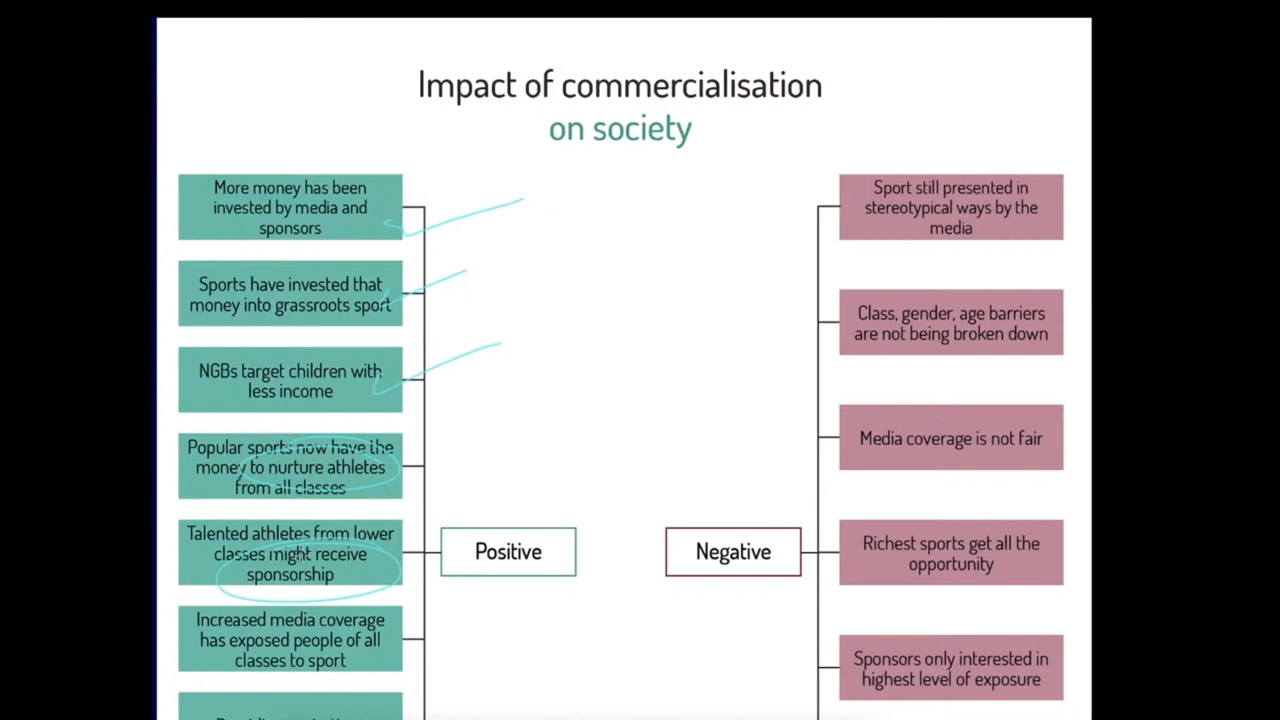 Impact of commercialisation
on society
More money has been
invested by media and
sponsors
Sports have invested that
money into grassroots sport
NGBs target children with
less income
Popular sports now have the
money to nurture athletes
from all classes
Talented athletes from lower
classes might receive
sponsorship
Increased media coverage
has exposed people of all
classes to sport
Positive
Negative
Sport still presented in
stereotypical ways by the
media
Class, gender, age barriers
are not being broken down
Media coverage is not fair
Richest sports get all the
opportunity
Sponsors only interested in
highest level of exposure